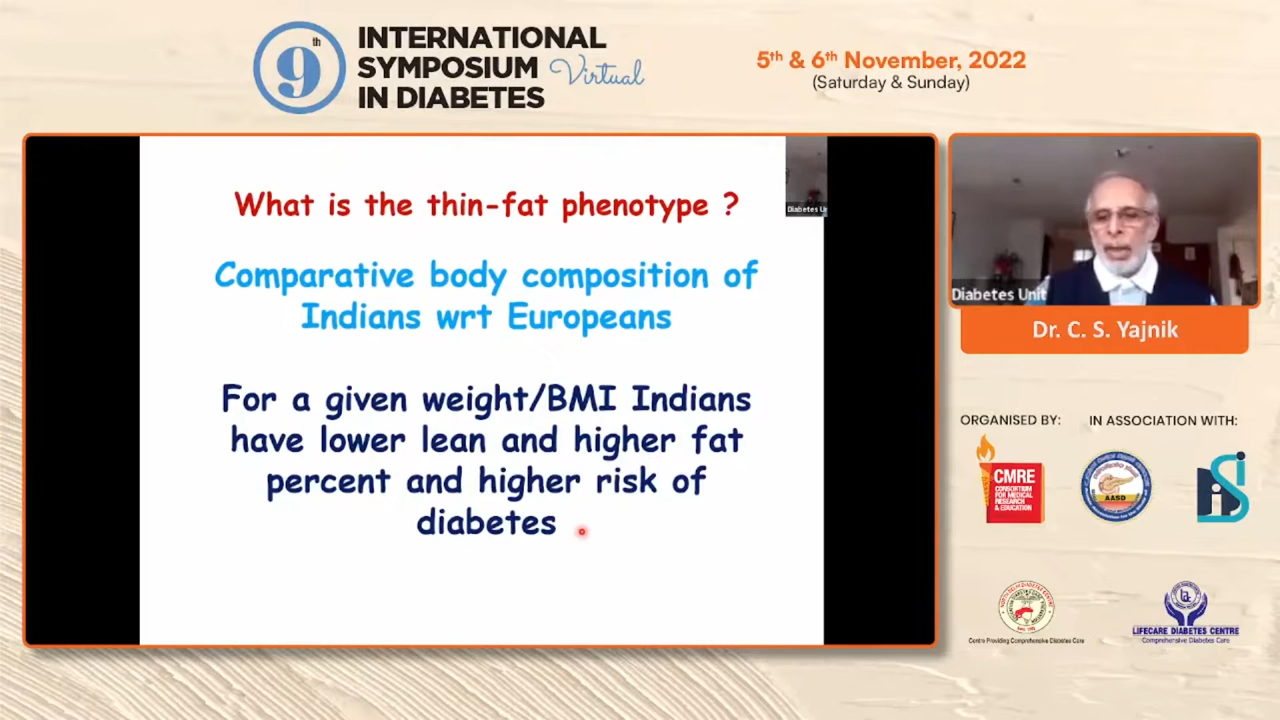 9th
INTERNATIONAL
SYMPOSIUM Virtual
IN DIABETES
5th & 6th November, 2022
(Saturday & Sunday)
What is the thin-fat phenotype ?
Comparative body composition of
Indians wrt Europeans
For a given weight/BMI Indians
have lower lean and higher fat
percent and higher risk of
diabetes
Diabetes Un
Diabetes Unit
Dr. C. S. Yajnik
ORGANISED BY:
IN ASSOCIATION WITH:
CMRE
CONSORTIUM
FOR MEDICAL
RESEARCH
& EDUCATION
AASD
Centre Providing Comprehensive Diabetes Care
LIFECARE DIABETES CENTRE
Comprehensive Diabetes Care